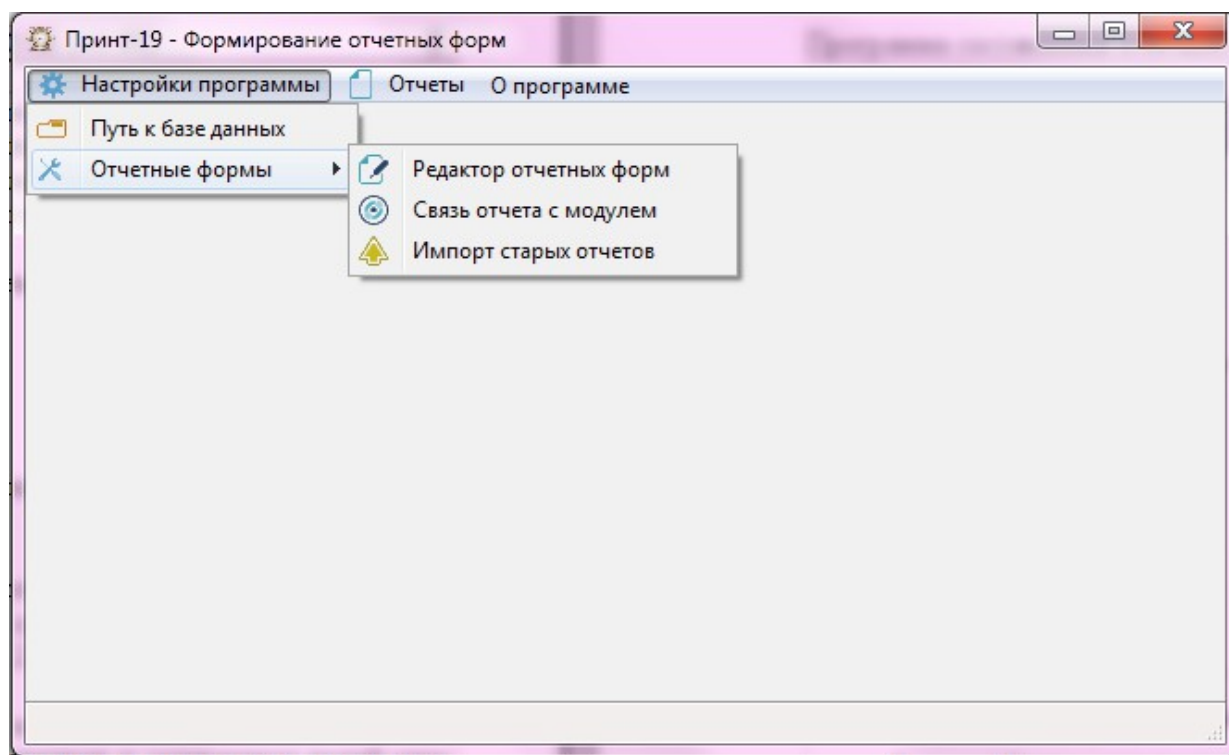 Принт-19 - Формирование отчетных форм
Настройки программы Отчеты О программе
Путь к базе данных
Отчетные формы
Редактор отчетных форм
Связь отчета с модулем
Импорт старых отчетов